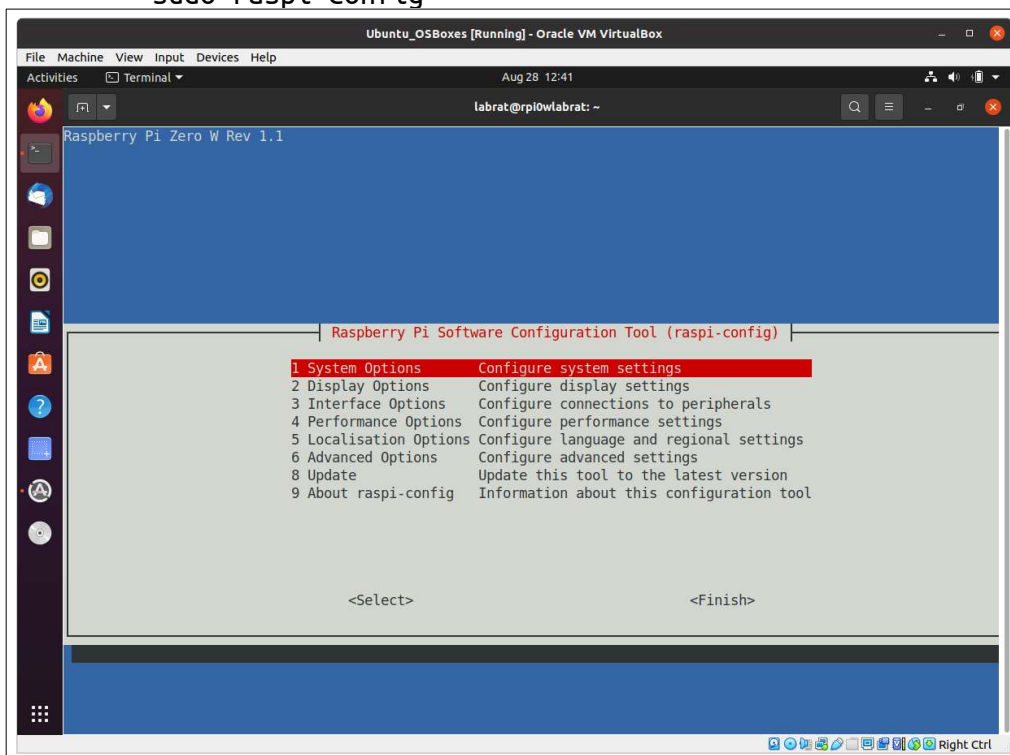 sudo raspi-config
Ubuntu_OSBoxes [Running] - Oracle VM VirtualBox
File Machine View Input Devices Help
Activities Terminal Aug 28 12:41
labrat@rpi0wlabrat: ~
Raspberry Pi Zero W Rev 1.1
Raspberry Pi Software Configuration Tool (raspi-config)
1 System Options Configure system settings
2 Display Options Configure display settings
3 Interface Options Configure connections to peripherals
4 Performance Options Configure performance settings
5 Localisation Options Configure language and regional settings
6 Advanced Options Configure advanced settings
8 Update Update this tool to the latest version
9 About raspi-config Information about this configuration tool
<Select> <Finish>
Right Ctrl